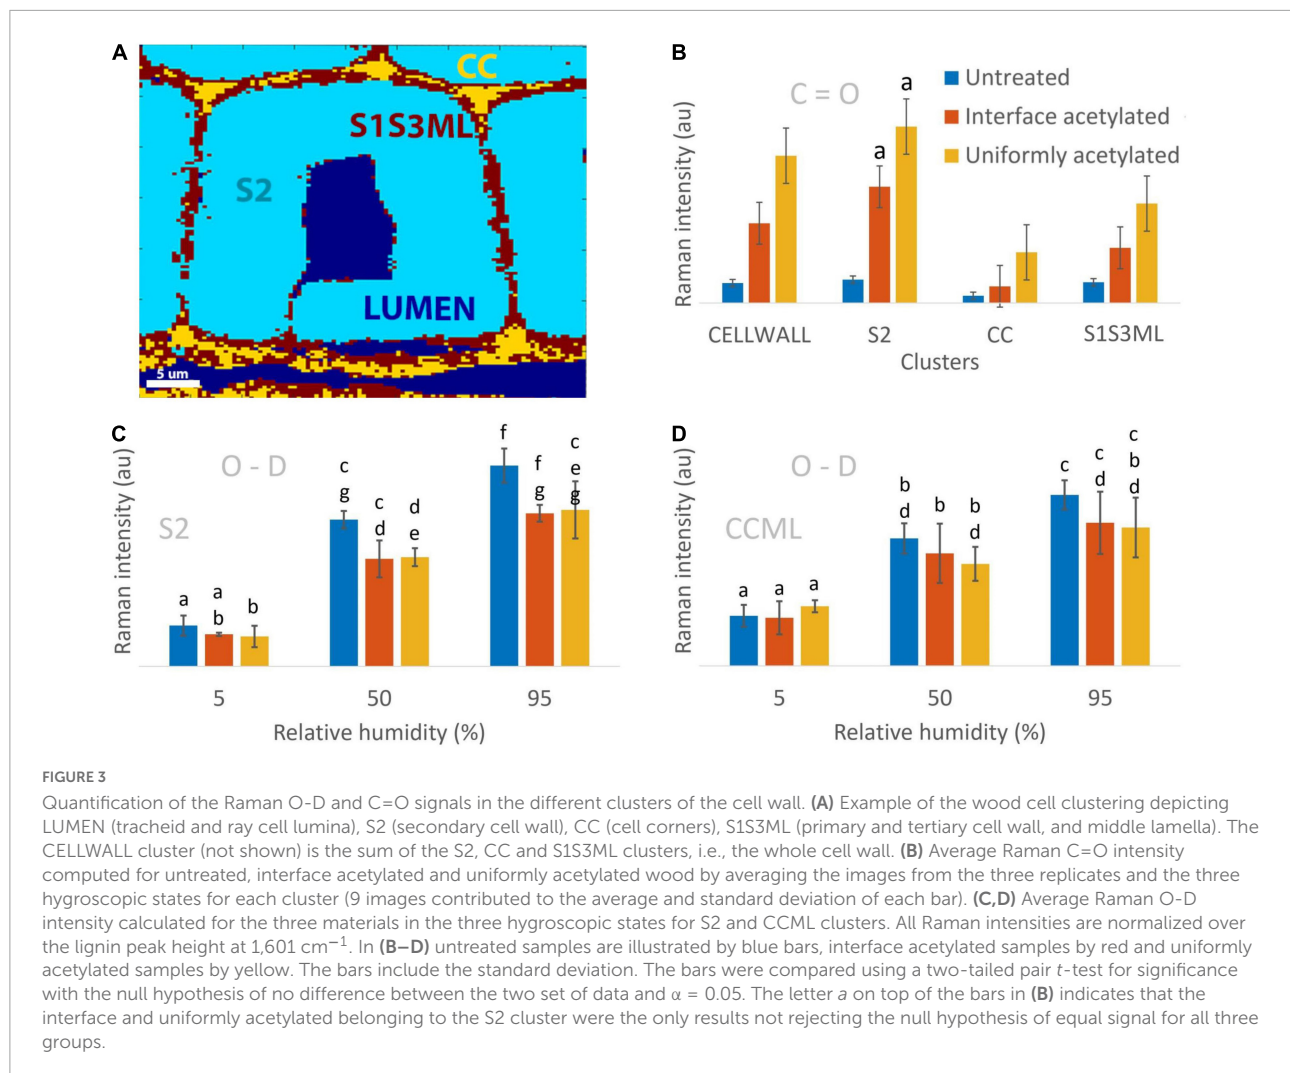 A
CC
S1S3ML
S2
LUMEN
5 um
B
C = O
Untreated
Interface acetylated
Uniformly acetylated
Raman intensity (au)
a
a
CELLWALL S2 CC S1S3ML
Clusters
C
O - D
S2
Raman intensity (au)
a
a
b
b
c
g
c
d
d
e
f
f
g
c
e
g
5 50 95
Relative humidity (%)
D
O - D
CCML
Raman intensity (au)
a
a
a
b
d
b
b
d
c
c
d
c
b
d
5 50 95
Relative humidity (%)
FIGURE 3
Quantification of the Raman O-D and C=O signals in the different clusters of the cell wall. (A) Example of the wood cell clustering depicting
LUMEN (tracheid and ray cell lumina), S2 (secondary cell wall), CC (cell corners), S1S3ML (primary and tertiary cell wall, and middle lamella). The
CELLWALL cluster (not shown) is the sum of the S2, CC and S1S3ML clusters, i.e., the whole cell wall. (B) Average Raman C=O intensity
computed for untreated, interface acetylated and uniformly acetylated wood by averaging the images from the three replicates and the three
hygroscopic states for each cluster (9 images contributed to the average and standard deviation of each bar). (C,D) Average Raman O-D
intensity calculated for the three materials in the three hygroscopic states for S2 and CCML clusters. All Raman intensities are normalized over
the lignin peak height at 1,601 cm⁻¹. In (B–D) untreated samples are illustrated by blue bars, interface acetylated samples by red and uniformly
acetylated samples by yellow. The bars include the standard deviation. The bars were compared using a two-tailed pair t-test for significance
with the null hypothesis of no difference between the two set of data and α = 0.05. The letter a on top of the bars in (B) indicates that the
interface and uniformly acetylated belonging to the S2 cluster were the only results not rejecting the null hypothesis of equal signal for all three
groups.